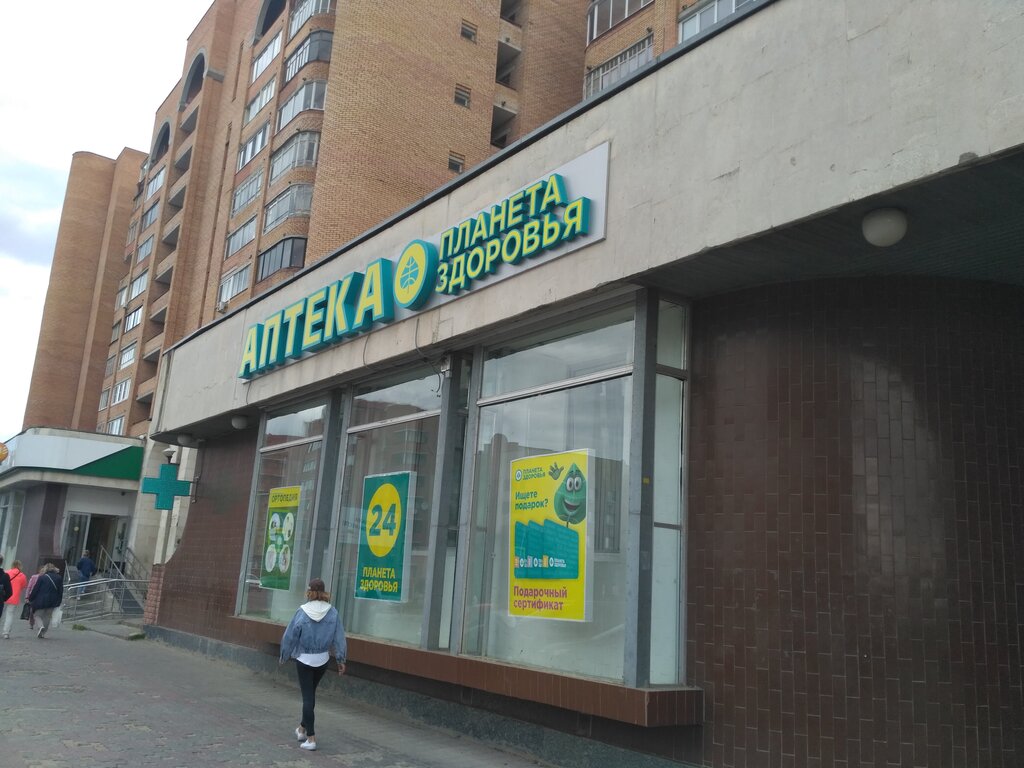 АПТЕКА
ПЛАНЕТА
ЗДОРОВЬЯ
ОРТОПЕДИЯ
24
ПЛАНЕТА
ЗДОРОВЬЯ
ПЛАНЕТА
ЗДОРОВЬЯ
Ищете
подарок?
Подарочный
сертификат